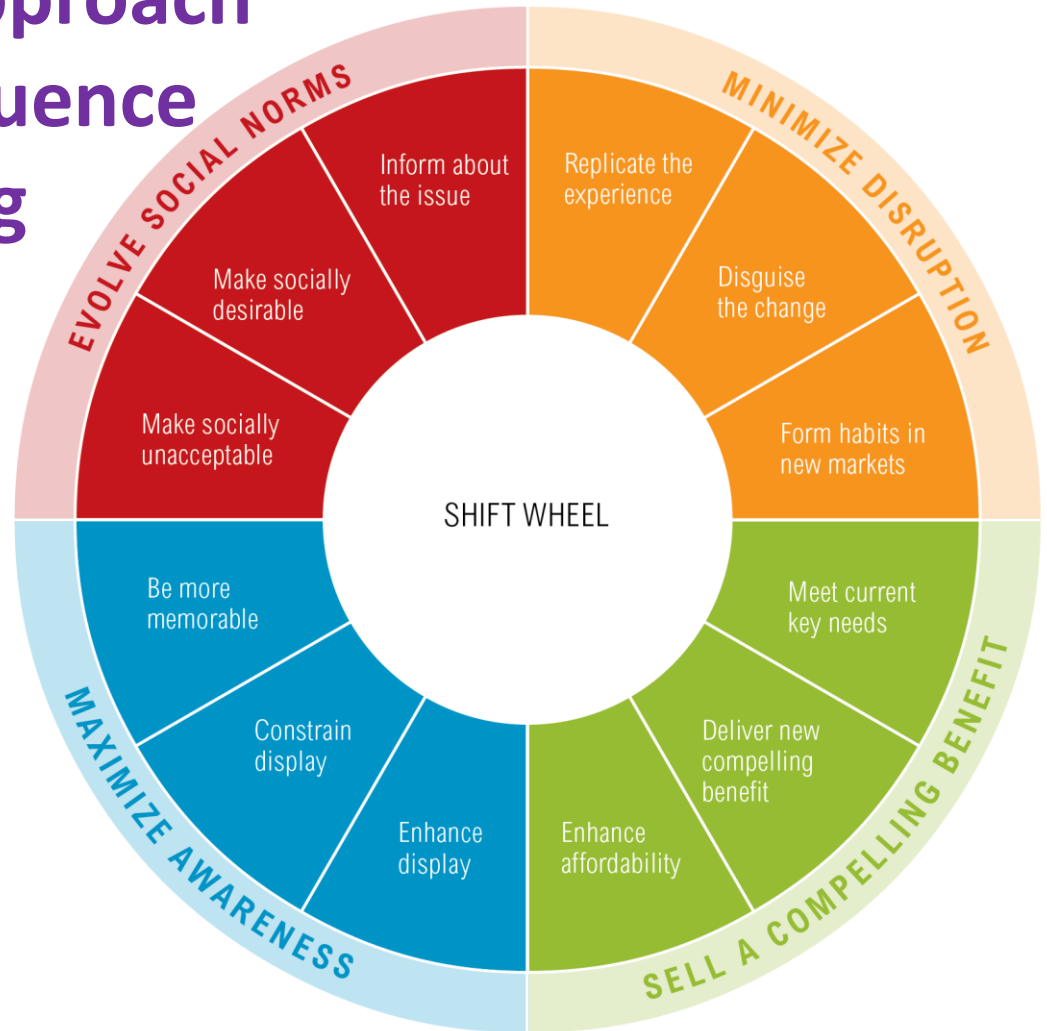 EVOLVE SOCIAL NORMS
Inform about
the issue
Make socially
desirable
Make socially
unacceptable
MINIMIZE DISRUPTION
Replicate the
experience
Disguise
the change
Form habits in
new markets
SHIFT WHEEL
MAXIMIZE AWARENESS
Be more
memorable
Constrain
display
Enhance
display
SELL A COMPELLING BENEFIT
Meet current
key needs
Deliver new
compelling
benefit
Enhance
affordability